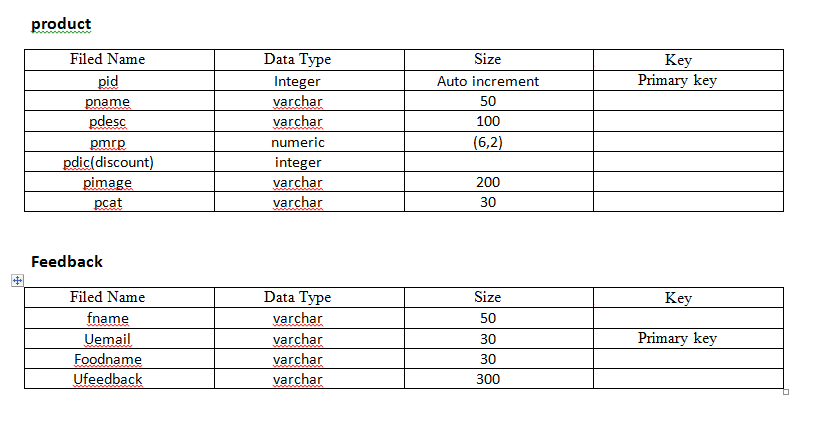 product
Filed Name Data Type Size Key
pid Integer Auto increment Primary key
pname varchar 50
pdesc varchar 100
pmrp numeric (6,2)
pdic(discount) integer
pimage varchar 200
pcat varchar 30
Feedback
Filed Name Data Type Size Key
fname varchar 50
Uemail varchar 30 Primary key
Foodname varchar 30
Ufeedback varchar 300